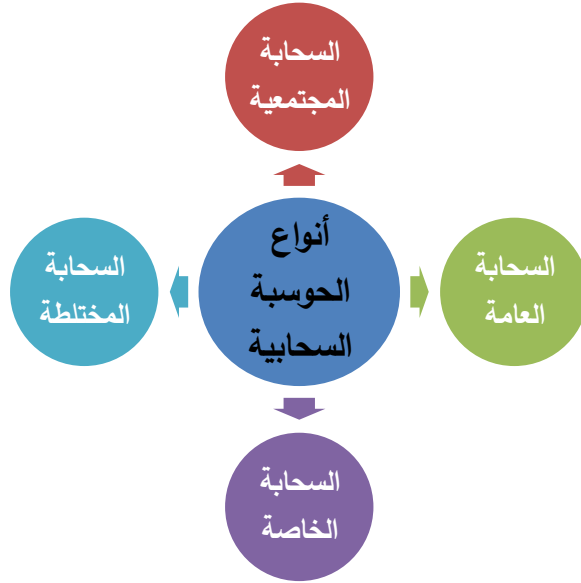 السحابة
المجتمعية
أنواع
الحوسبة
السحابية
السحابة
العامة
السحابة
المختلطة
السحابة
الخاصة